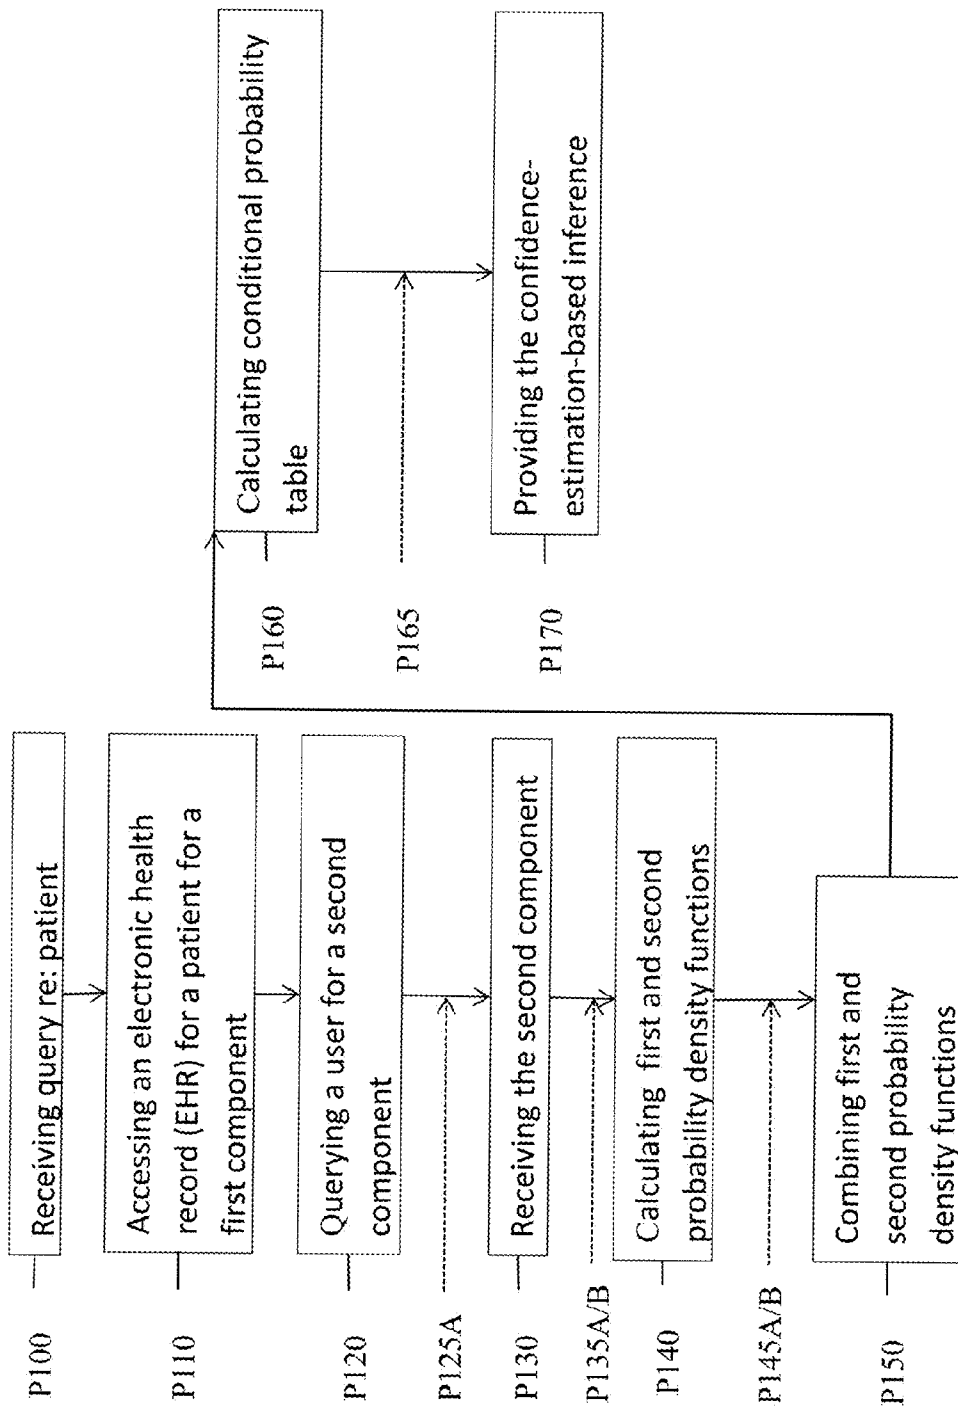 P100
Receiving query re: patient
P110
Accessing an electronic health
record (EHR) for a patient for a
first component
P120
Querying a user for a second
component
P125A
P130
Receiving the second component
P135A/B
P140
Calculating first and second
probability density functions
P145A/B
P150
Combining first and
second probability
density functions
P160
Calculating conditional probability
table
P165
P170
Providing the confidence-
estimation-based inference